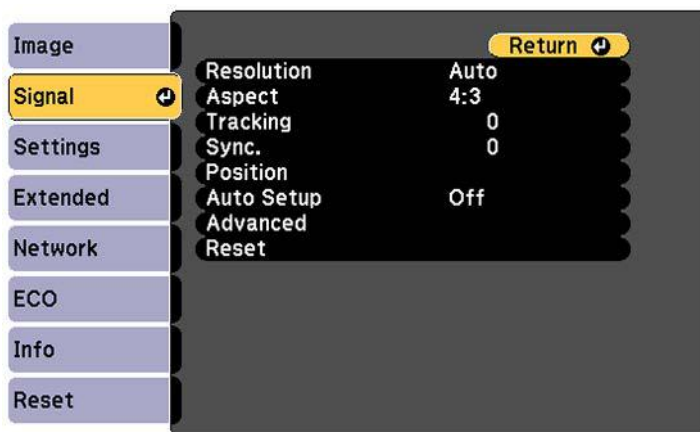 Image
Signal
Settings
Extended
Network
ECO
Info
Reset
Return
Resolution Auto
Aspect 4:3
Tracking 0
Sync. 0
Position
Auto Setup Off
Advanced
Reset